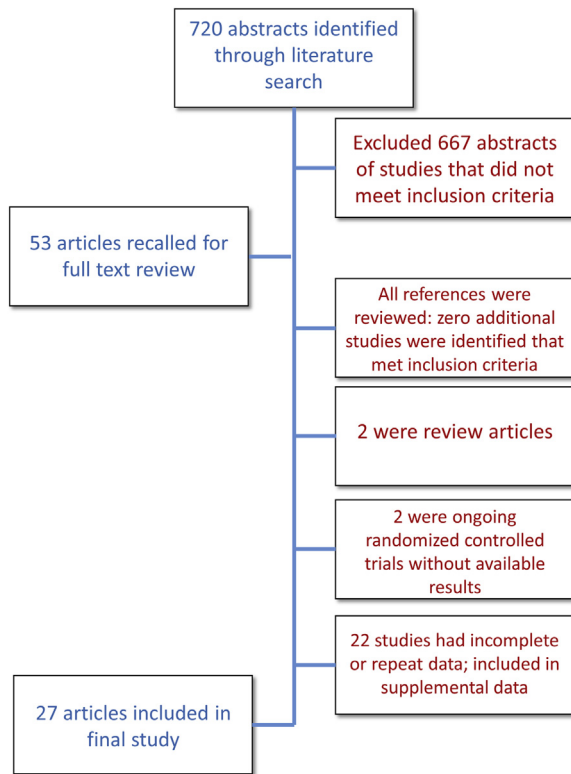 720 abstracts identified
through literature
search
Excluded 667 abstracts
of studies that did not
meet inclusion criteria
53 articles recalled for
full text review
All references were
reviewed: zero additional
studies were identified that
met inclusion criteria
2 were review articles
2 were ongoing
randomized controlled
trials without available
results
22 studies had incomplete
or repeat data; included in
supplemental data
27 articles included in
final study